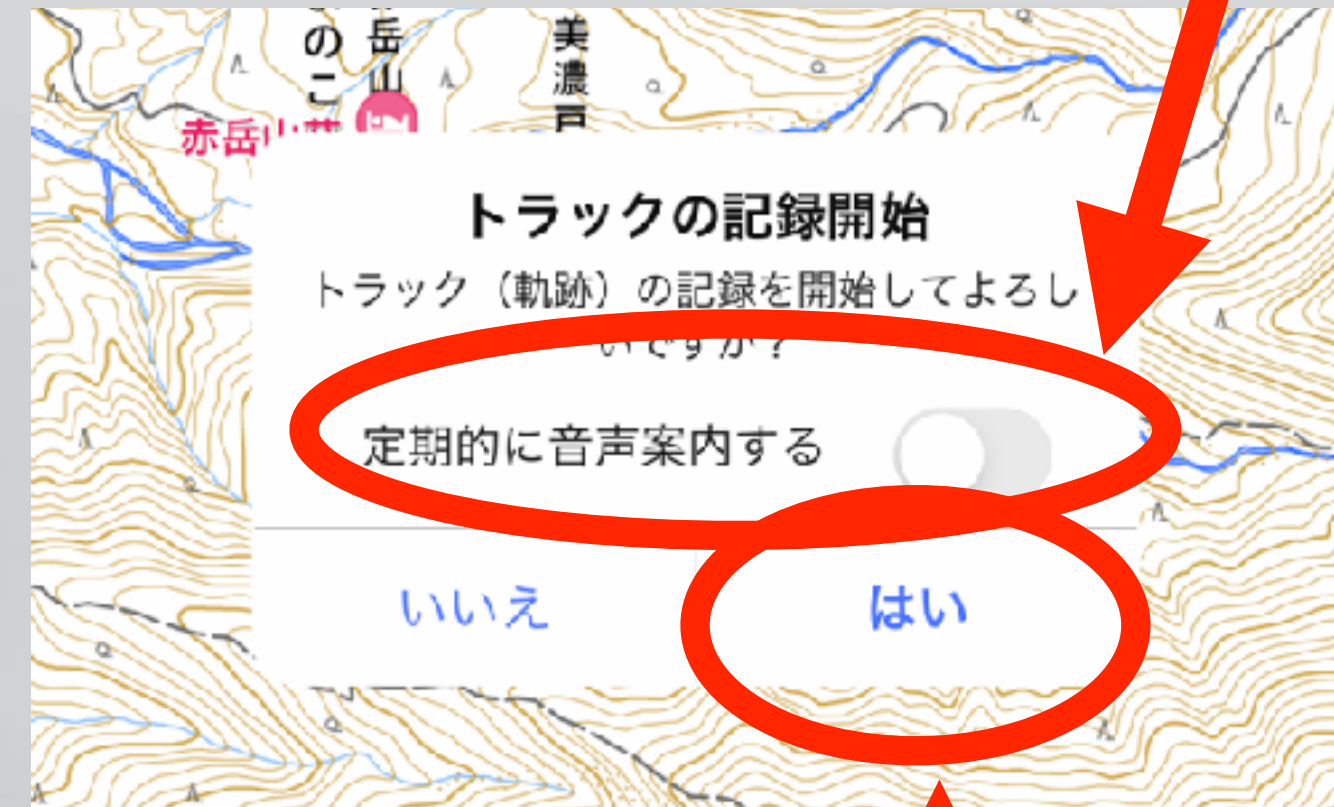 のこ
岳山
美濃戸
赤岳山荘
トラックの記録開始
トラック（軌跡）の記録を開始してよろし
いですか？
定期的に音声案内する
いいえ
はい